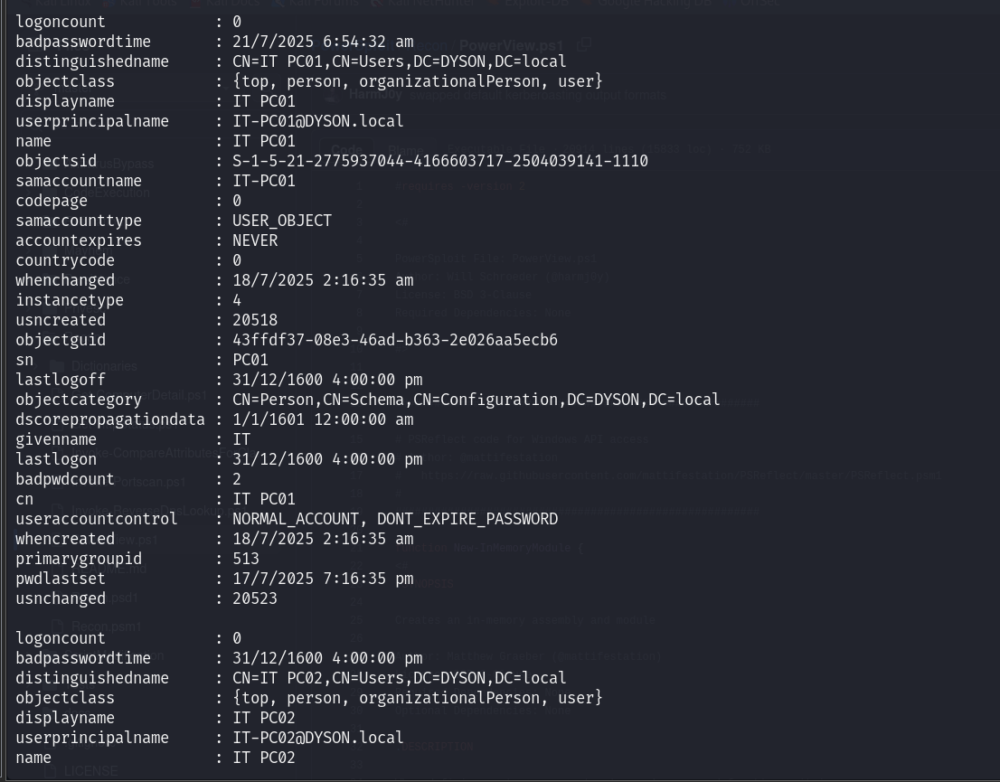 logoncount : 0
badpasswordtime : 21/7/2025 6:54:32 am
PowerView.ps1
distinguishedname : CN=IT PC01,CN=Users,DC=DYSON,DC=local
objectclass : {top, person, organizationalPerson, user}
displayname : IT PC01
userprincipalname : IT-PC01@DYSON.local
name : IT PC01
objectsid : S-1-5-21-2775937044-4166603717-2504039141-1110
samaccountname : IT-PC01
codepage : 0
samaccounttype : USER_OBJECT
accountexpires : NEVER
countrycode : 0
whenchanged : 18/7/2025 2:16:35 am
instancetype : 4
usncreated : 20518
objectguid : 43ffdf37-08e3-46ad-b363-2e026aa5ecb6
sn : PC01
lastlogoff : 31/12/1600 4:00:00 pm
objectcategory : CN=Person,CN=Schema,CN=Configuration,DC=DYSON,DC=local
dscorepropagationdata : 1/1/1601 12:00:00 am
givenname : IT
lastlogon : 31/12/1600 4:00:00 pm
badpwdcount : 2
cn : IT PC01
useraccountcontrol : NORMAL_ACCOUNT, DONT_EXPIRE_PASSWORD
whencreated : 18/7/2025 2:16:35 am
primarygroupid : 513
pwdlastset : 17/7/2025 7:16:35 pm
usnchanged : 20523
logoncount : 0
badpasswordtime : 31/12/1600 4:00:00 pm
distinguishedname : CN=IT PC02,CN=Users,DC=DYSON,DC=local
objectclass : {top, person, organizationalPerson, user}
displayname : IT PC02
userprincipalname : IT-PC02@DYSON.local
name : IT PC02
LICENSE